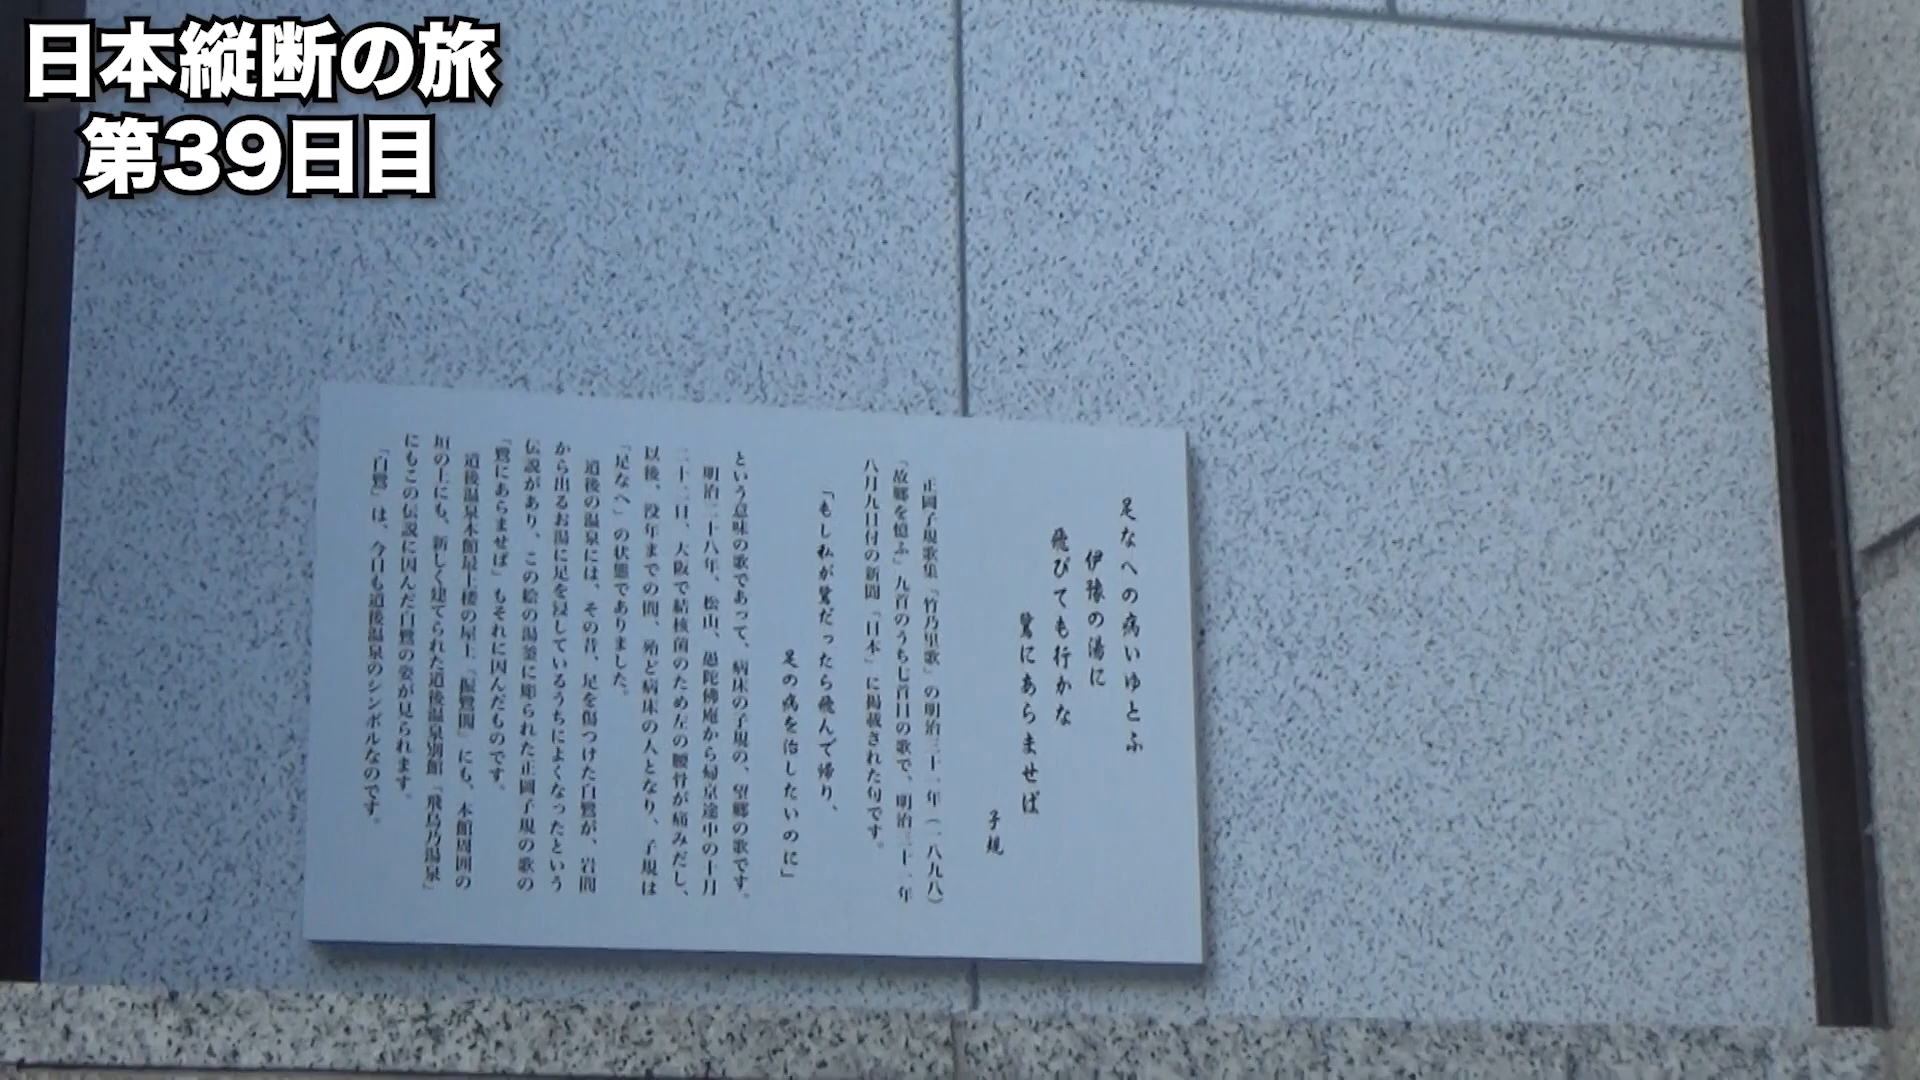 日本縦断の旅
第39日目
足なへの病いゆとふ
伊豫の湯に
飛びても行かな
鷺にあらませば
子規
正岡子規歌集「竹乃里歌」の明治三十一年（一八九八）
「故郷を憶ふ」九首のうち七首目の歌で、明治三十一年
八月九日付の新聞「日本」に掲載された句です。
「もし私が鷺だったら飛んで帰り、
足の病を治したいのに」
という意味の歌であって、病床の子規の、望郷の歌です。
明治二十八年、松山、愚陀佛庵から帰京途中の十月
二十二日、大阪で結核菌のため左の腰骨が痛みだし、
以後、没年までの間、殆ど病床の人となり、子規は
「足なへ」の状態でありました。
道後の温泉には、その昔、足を傷つけた白鷺が、岩間
から出るお湯に足を浸しているうちによくなったという
伝説があり、この絵の湯釜に彫られた正岡子規の歌の
「鷺にあらませば」もそれに因んだものです。
道後温泉本館最上楼の屋上「振鷺閣」にも、本館周囲の
垣の上にも、新しく建てられた道後温泉別館「飛鳥乃湯泉」
にもこの伝説に因んだ白鷺の姿が見られます。
「白鷺」は、今日も道後温泉のシンボルなのです。